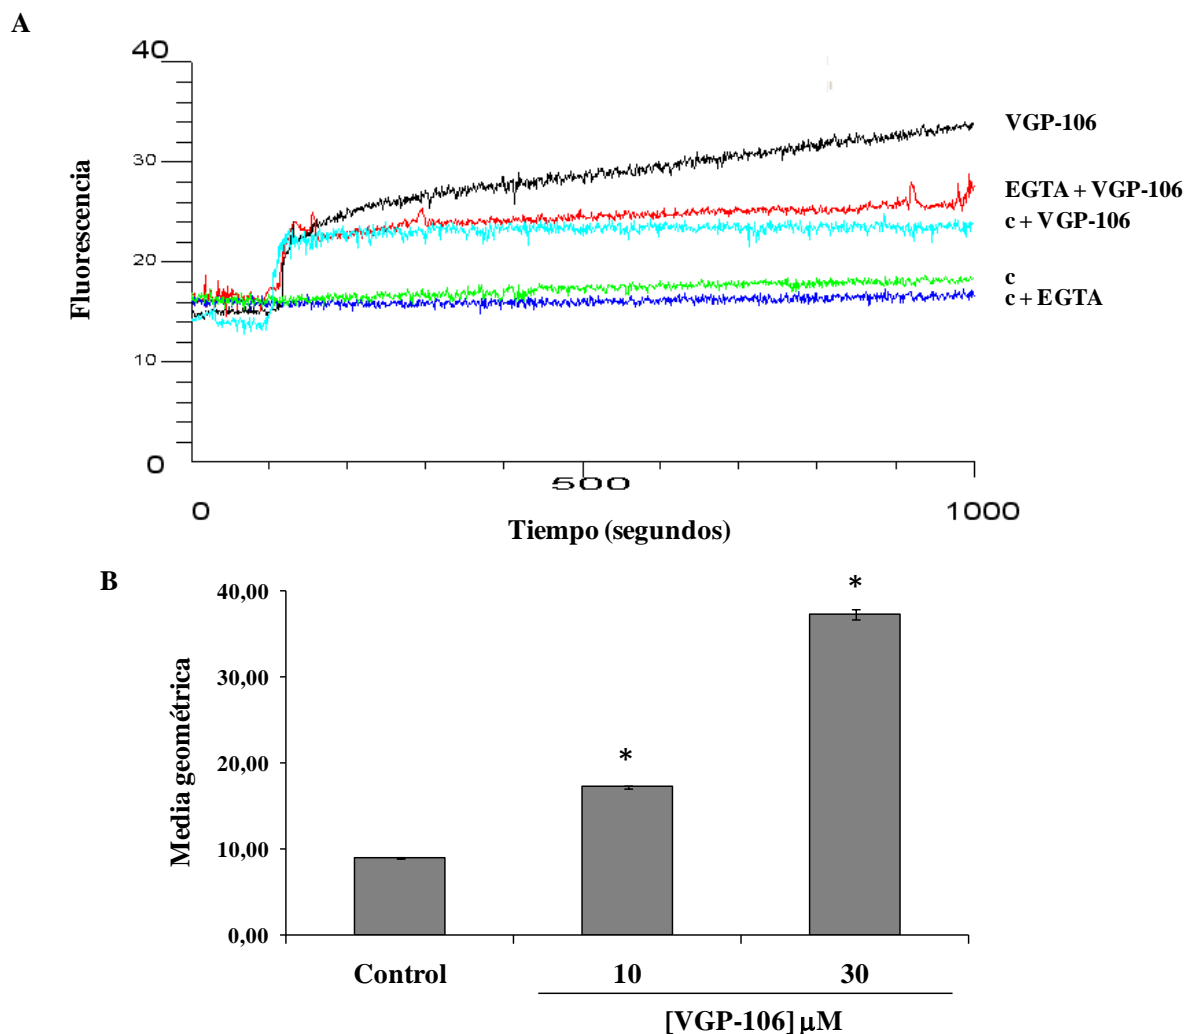 A
40
30
20
10
0
Fluorescencia
VGP-106
EGTA + VGP-106
c + VGP-106
c
c + EGTA
0
500
1000
Tiempo (segundos)
B
40,00
30,00
20,00
10,00
0,00
Media geométrica
*
*
Control
10
30
[VGP-106] μM